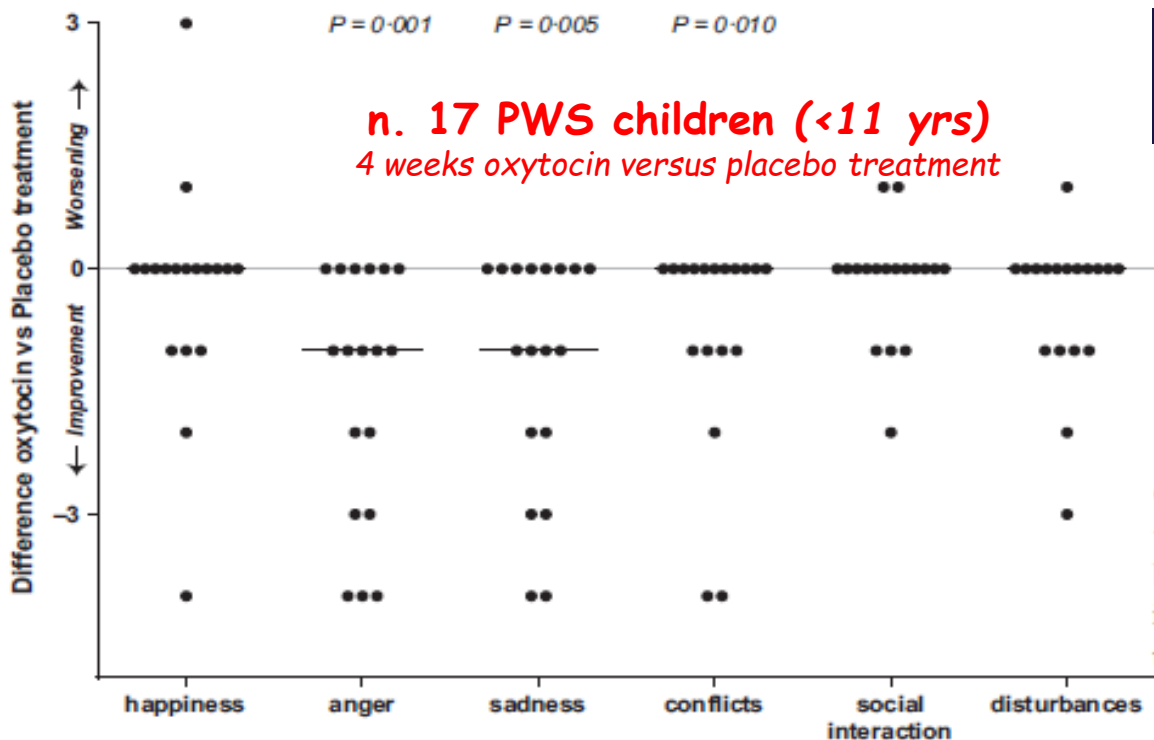 3
P = 0·001 P = 0·005 P = 0·010
n. 17 PWS children (<11 yrs)
4 weeks oxytocin versus placebo treatment
Difference oxytocin vs Placebo treatment
Worsening →
0
← Improvement
–3
happiness anger sadness conflicts social interaction disturbances